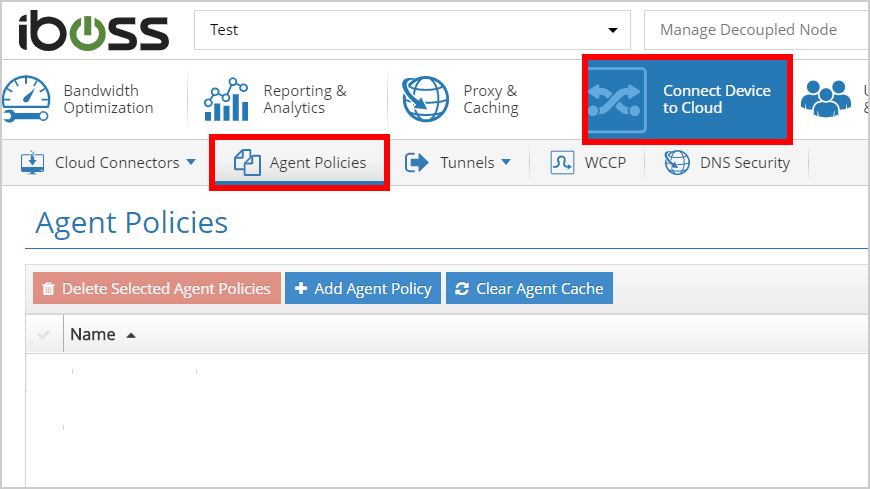 iboss
Test
Manage Decoupled Node
Bandwidth
Optimization
Reporting &
Analytics
Proxy &
Caching
Connect Device
to Cloud
U
&
Cloud Connectors
Agent Policies
Tunnels
WCCP
DNS Security
Agent Policies
Delete Selected Agent Policies
Add Agent Policy
Clear Agent Cache
Name